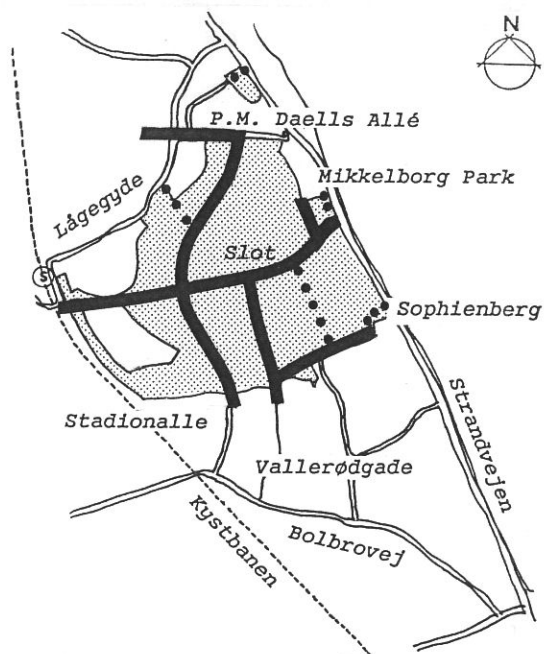 N
P.M. Daells Allé
Mikkelborg Park
Lågegyde
Slot
S
Sophienberg
Stadionalle
Strandvejen
Vallerødgade
Kystbanen
Bolbrovej